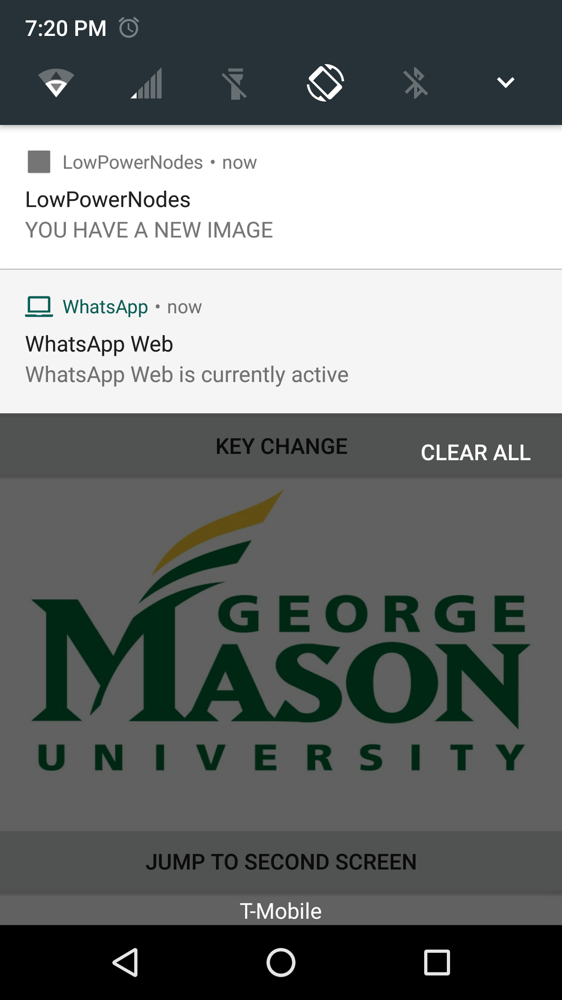 7:20 PM
LowPowerNodes • now
LowPowerNodes
YOU HAVE A NEW IMAGE
WhatsApp • now
WhatsApp Web
WhatsApp Web is currently active
KEY CHANGE
CLEAR ALL
GEORGE
MASON
UNIVERSITY
JUMP TO SECOND SCREEN
T-Mobile